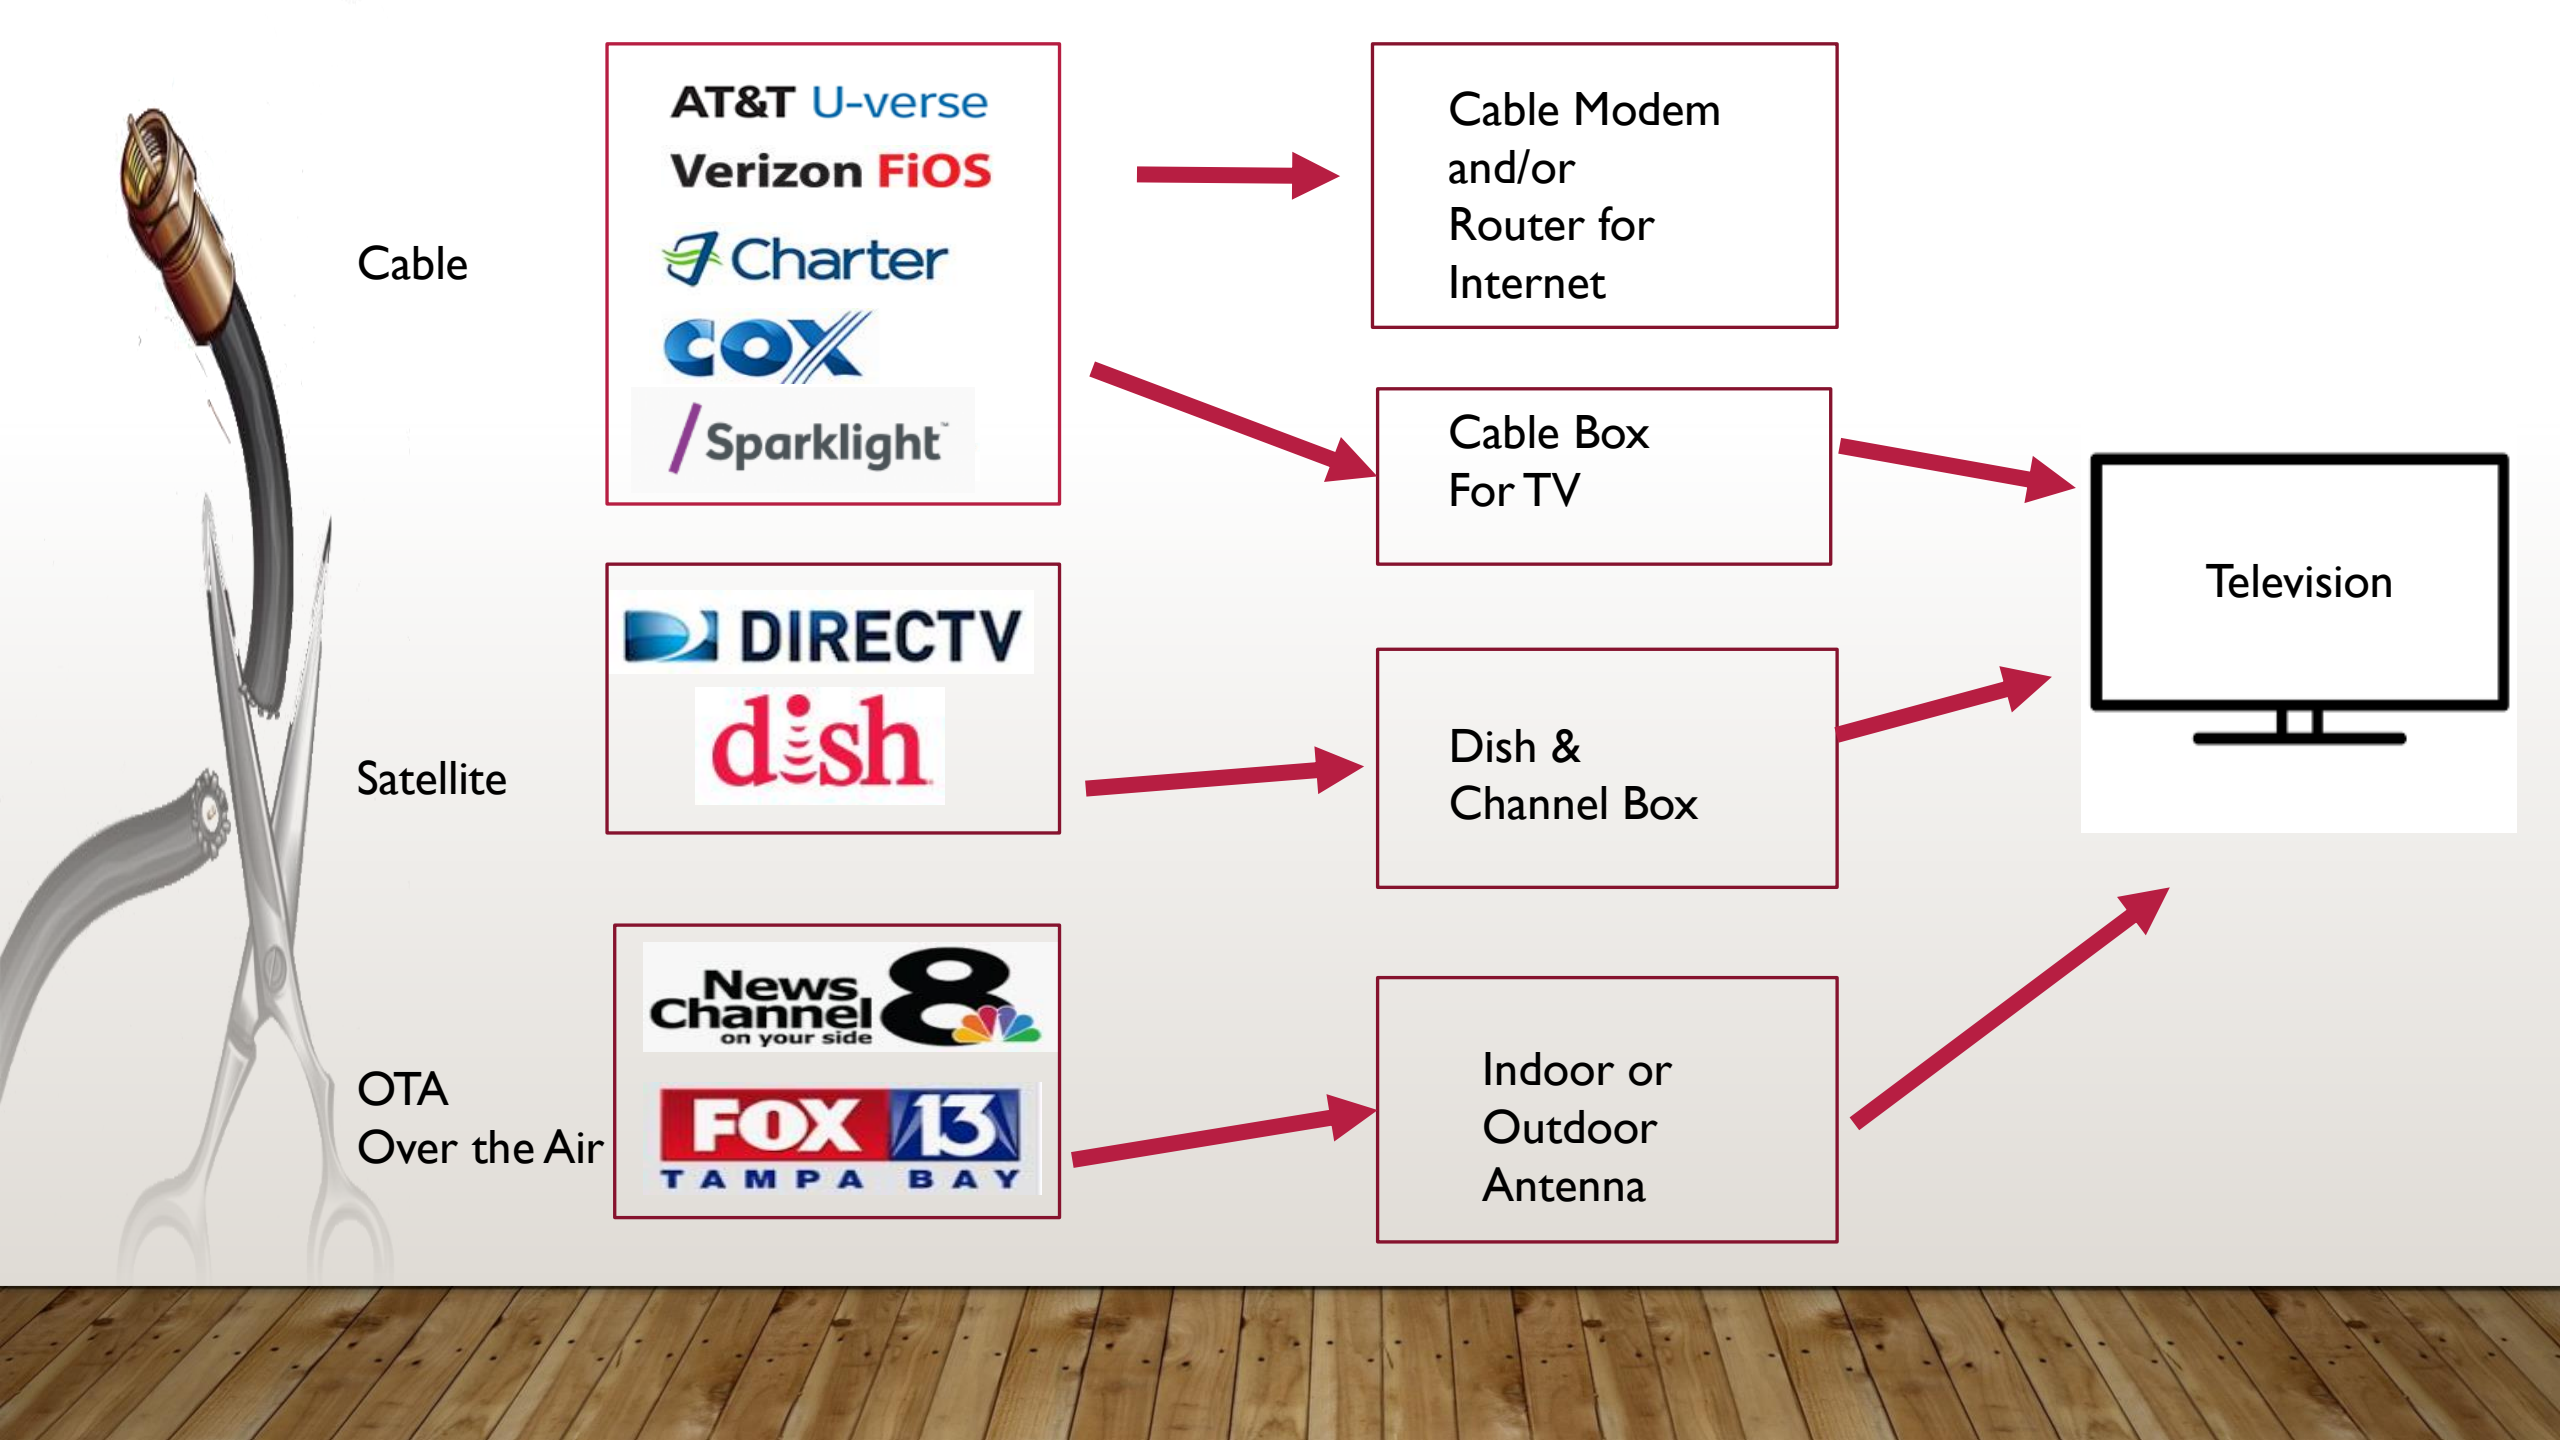 Cable
AT&T U-verse
Verizon FiOS
Charter
COX
Sparklight™
Cable Modem
and/or
Router for
Internet
Cable Box
For TV
Television
Satellite
DIRECTV
dish
Dish &
Channel Box
OTA
Over the Air
News
Channel 8
on your side
FOX 13
TAMPA BAY
Indoor or
Outdoor
Antenna